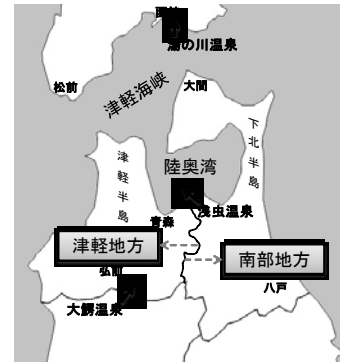 湯の川温泉
松前
津軽海峡
大間
下北半島
津軽半島
陸奥湾
浅虫温泉
青森
津軽地方
南部地方
弘前
八戸
大鰐温泉